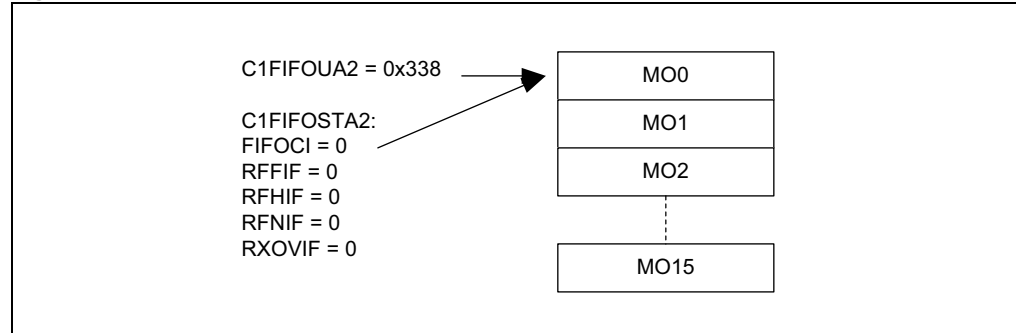 C1FIFOUA2 = 0x338
C1FIFOSTA2:
FIFOCI = 0
RFFIF = 0
RFHIF = 0
RFNIF = 0
RXOVIF = 0
MO0
MO1
MO2
MO15